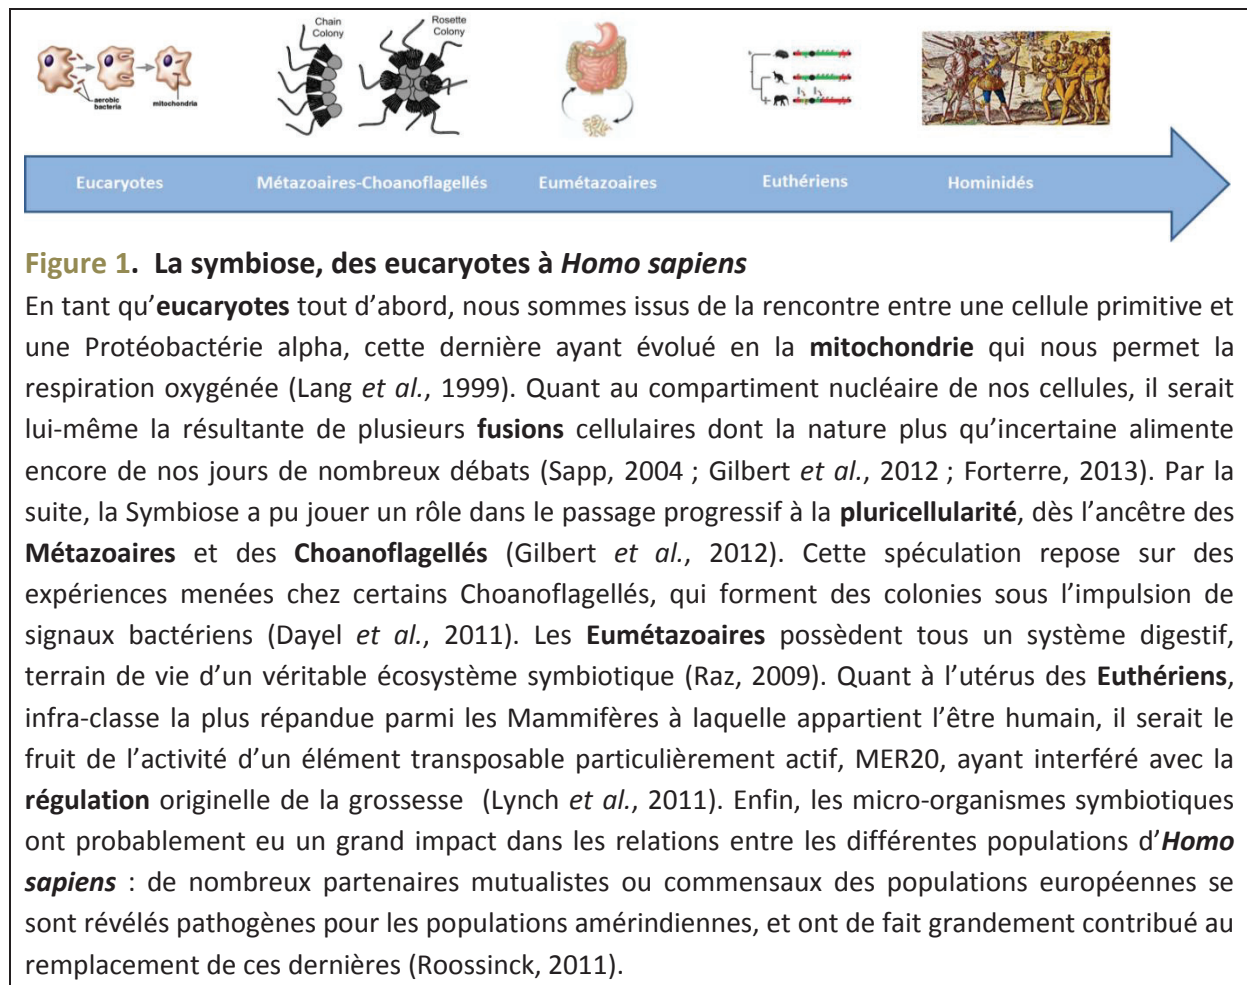 Chain
Colony
Rosette
Colony
aerobic
bacteria
mitochondria
Eucaryotes
Métazoaires-Choanoflagellés
Eumétazoaires
Euthériens
Hominidés
Figure 1. La symbiose, des eucaryotes à Homo sapiens
En tant qu’eucaryotes tout d’abord, nous sommes issus de la rencontre entre une cellule primitive et
une Protéobactérie alpha, cette dernière ayant évolué en la mitochondrie qui nous permet la
respiration oxygénée (Lang et al., 1999). Quant au compartiment nucléaire de nos cellules, il serait
lui-même la résultante de plusieurs fusions cellulaires dont la nature plus qu’incertaine alimente
encore de nos jours de nombreux débats (Sapp, 2004 ; Gilbert et al., 2012 ; Forterre, 2013). Par la
suite, la Symbiose a pu jouer un rôle dans le passage progressif à la pluricellularité, dès l’ancêtre des
Métazoaires et des Choanoflagellés (Gilbert et al., 2012). Cette spéculation repose sur des
expériences menées chez certains Choanoflagellés, qui forment des colonies sous l’impulsion de
signaux bactériens (Dayel et al., 2011). Les Eumétazoaires possèdent tous un système digestif,
terrain de vie d’un véritable écosystème symbiotique (Raz, 2009). Quant à l’utérus des Euthériens,
infra-classe la plus répandue parmi les Mammifères à laquelle appartient l’être humain, il serait le
fruit de l’activité d’un élément transposable particulièrement actif, MER20, ayant interféré avec la
régulation originelle de la grossesse (Lynch et al., 2011). Enfin, les micro-organismes symbiotiques
ont probablement eu un grand impact dans les relations entre les différentes populations d’Homo
sapiens : de nombreux partenaires mutualistes ou commensaux des populations européennes se
sont révélés pathogènes pour les populations amérindiennes, et ont de fait grandement contribué au
remplacement de ces dernières (Roossinck, 2011).